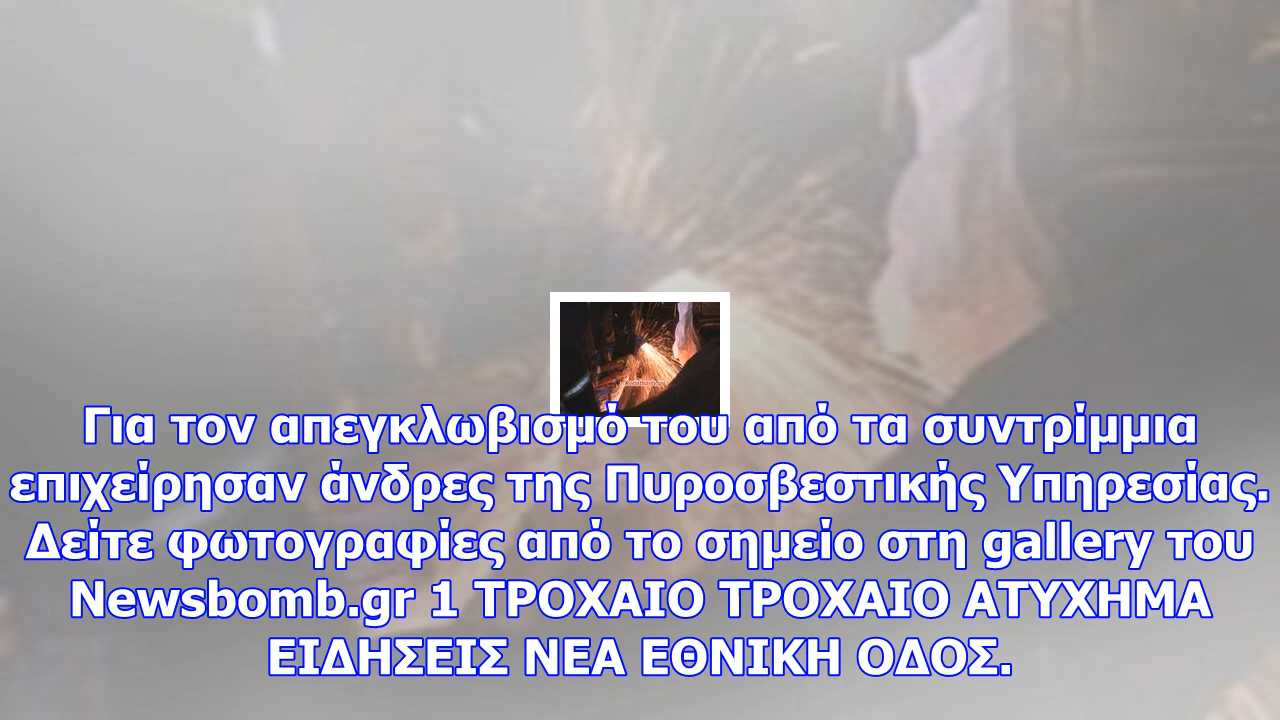 Για τον απεγκλωβισμό του από τα συντρίμμια
επιχείρησαν άνδρες της Πυροσβεστικής Υπηρεσίας.
Δείτε φωτογραφίες από το σημείο στη gallery του
Newsbomb.gr 1 ΤΡΟΧΑΙΟ ΤΡΟΧΑΙΟ ΑΤΥΧΗΜΑ
ΕΙΔΗΣΕΙΣ ΝΕΑ ΕΘΝΙΚΗ ΟΔΟΣ.